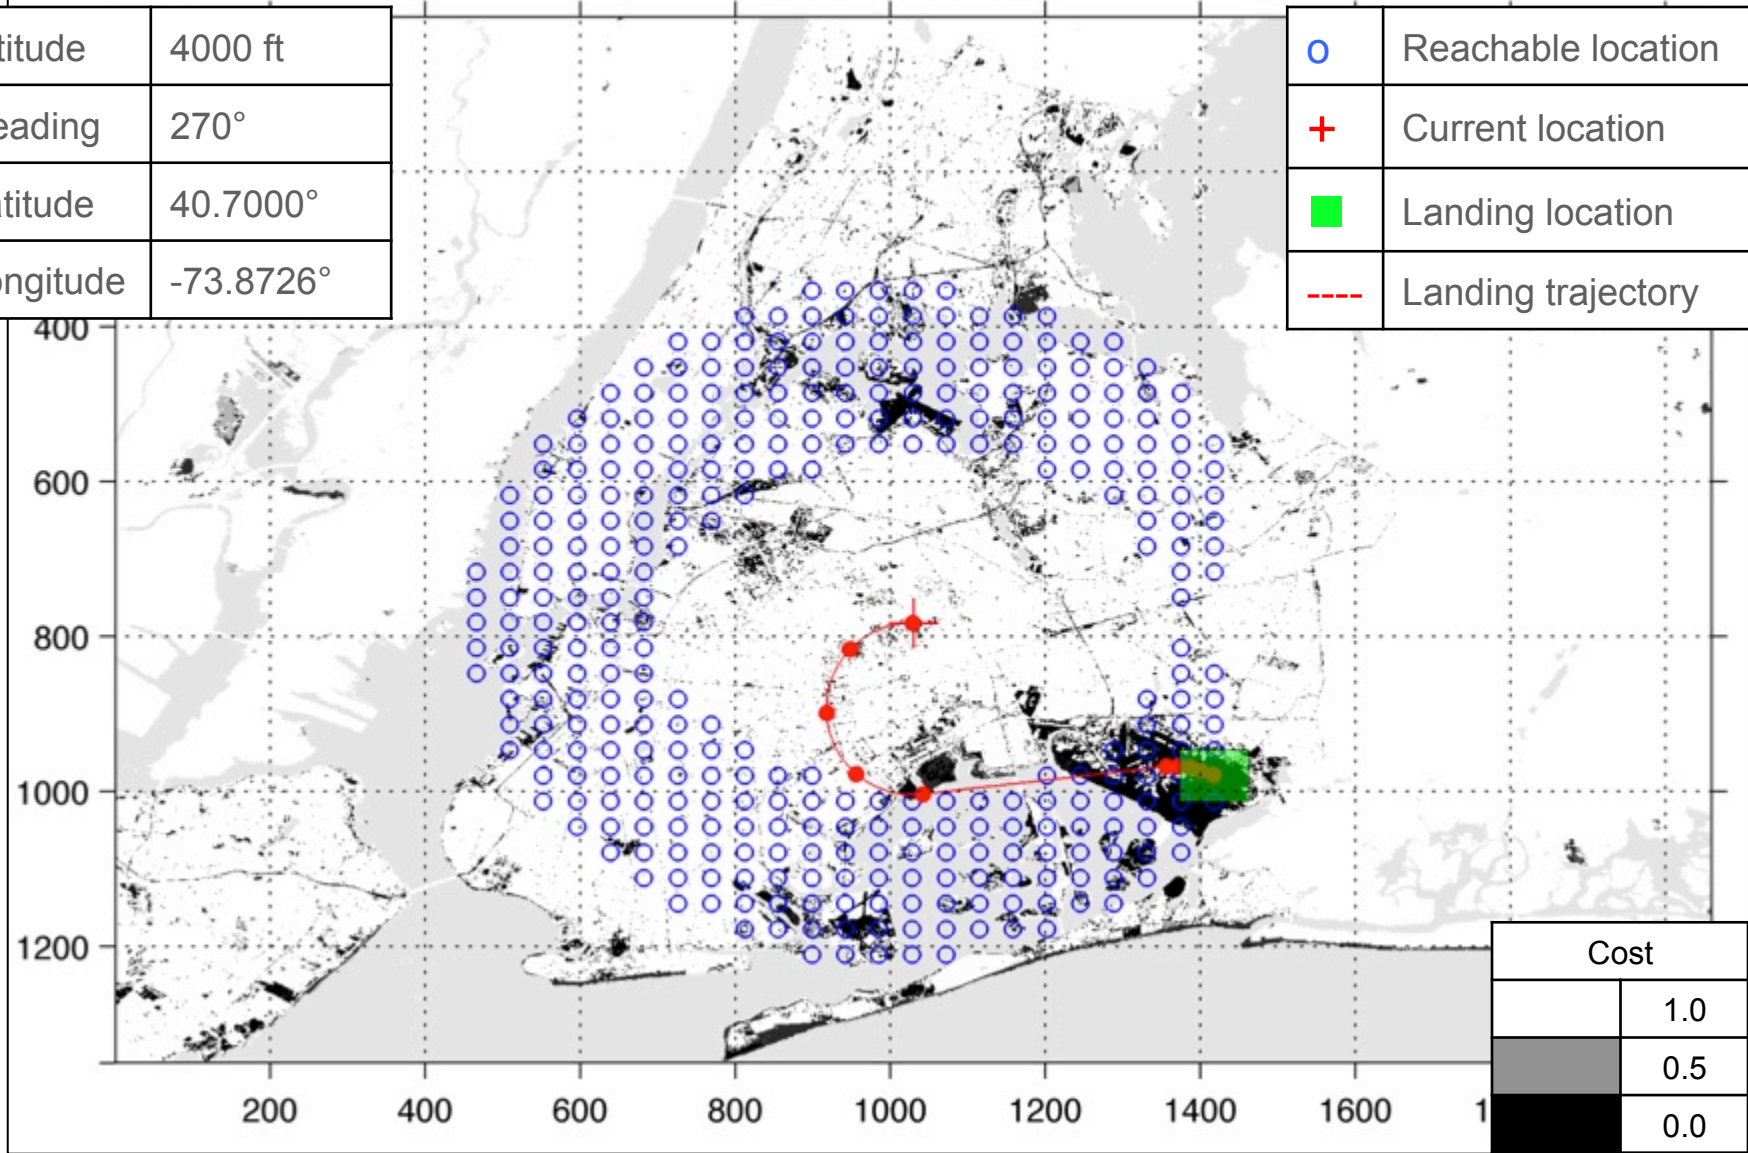 titude 4000 ft
eading 270°
titude 40.7000°
ngitude -73.8726°
o Reachable location
+ Current location
Landing location
---- Landing trajectory
400
600
800
1000
1200
200 400 600 800 1000 1200 1400 1600 1
Cost
1.0
0.5
0.0